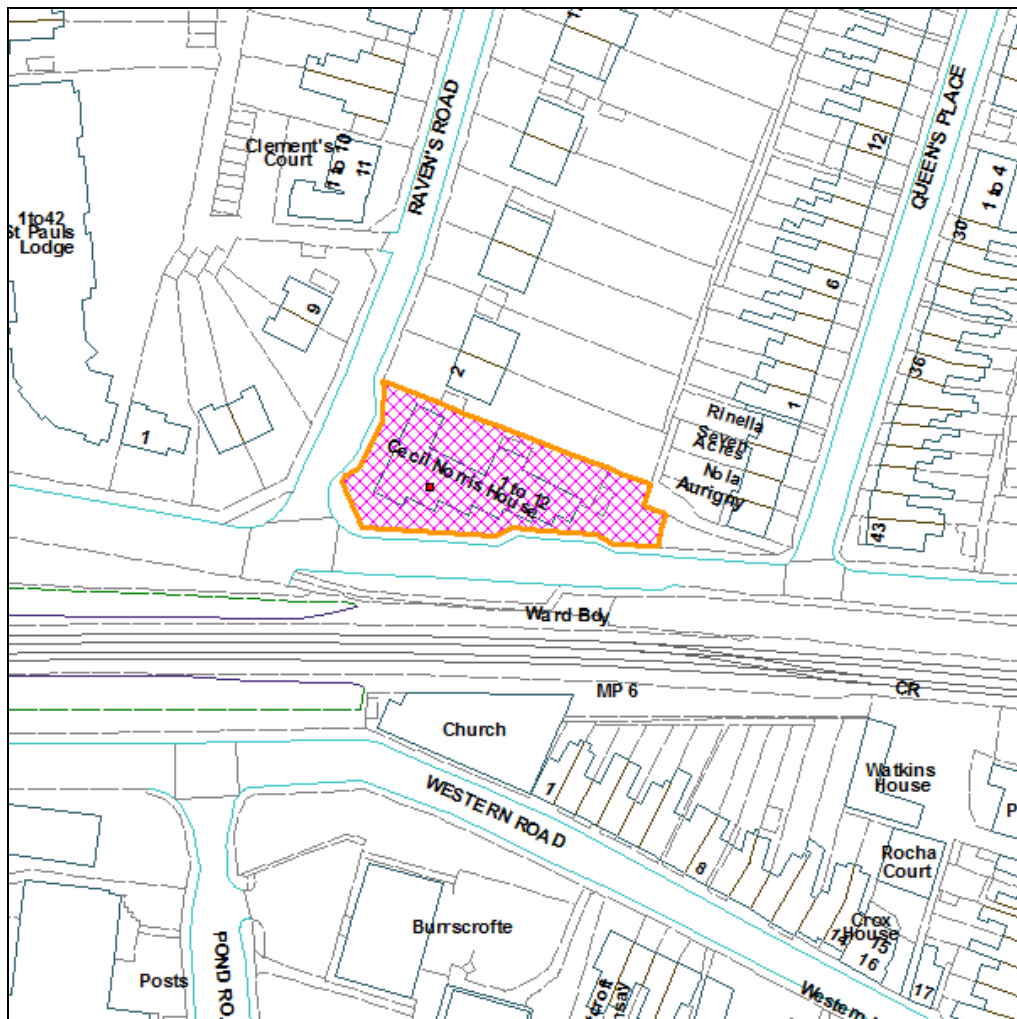 RAVEN'S ROAD
QUEEN'S PLACE
12
Clement's
Court
1 to 10
11
1 to 4
1to42
St Pauls
Lodge
30
6
9
36
2
1
Rinella
Seven
Acres
Nola
Aurigny
1
Cecil Norris House
1 to 12
43
Ward Bdy
MP 6
CR
Church
Watkins
House
WESTERN ROAD
1
8
Rocha
Court
Burrscrofte
Crox
House
14
15
16
17
Posts
POND RO
Western